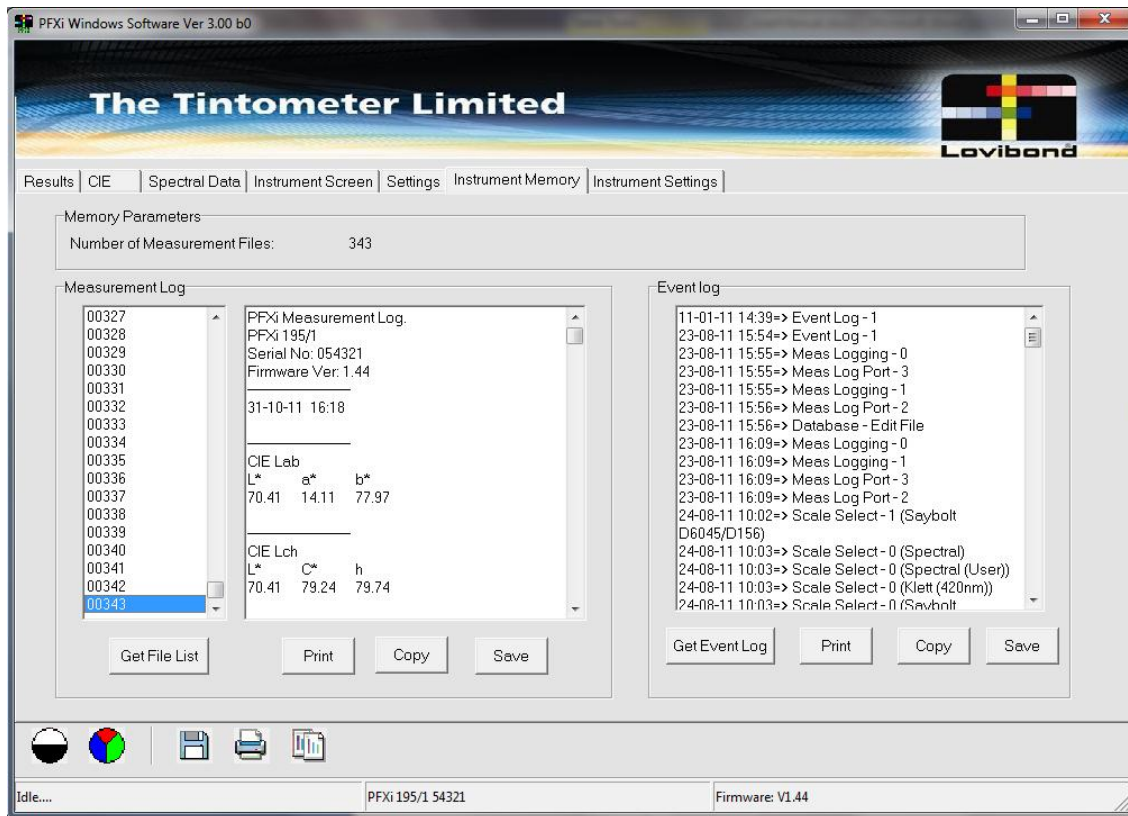 PFXi Windows Software Ver 3.00 b0
The Tintometer Limited
Lovibond
Results CIE Spectral Data Instrument Screen Settings Instrument Memory Instrument Settings
Memory Parameters
Number of Measurement Files: 343
Measurement Log
00327
00328
00329
00330
00331
00332
00333
00334
00335
00336
00337
00338
00339
00340
00341
00342
00343
PFXi Measurement Log.
PFXi 195/1
Serial No: 054321
Firmware Ver: 1.44
31-10-11 16:18
CIE Lab
L* a* b*
70.41 14.11 77.97
CIE Lch
L* C* h
70.41 79.24 79.74
Get File List Print Copy Save
Event log
11-01-11 14:39=> Event Log - 1
23-08-11 15:54=> Event Log - 1
23-08-11 15:55=> Meas Logging - 0
23-08-11 15:55=> Meas Log Port - 3
23-08-11 15:55=> Meas Logging - 1
23-08-11 15:56=> Meas Log Port - 2
23-08-11 15:56=> Database - Edit File
23-08-11 16:09=> Meas Logging - 0
23-08-11 16:09=> Meas Logging - 1
23-08-11 16:09=> Meas Log Port - 3
23-08-11 16:09=> Meas Log Port - 2
24-08-11 10:02=> Scale Select - 1 (Saybolt
D6045/D156)
24-08-11 10:03=> Scale Select - 0 (Spectral)
24-08-11 10:03=> Scale Select - 0 (Spectral (User))
24-08-11 10:03=> Scale Select - 0 (Klett (420nm))
24-08-11 10:03=> Scale Select - 0 (Saybolt
Get Event Log Print Copy Save
Idle.... PFXi 195/1 54321 Firmware: V1.44